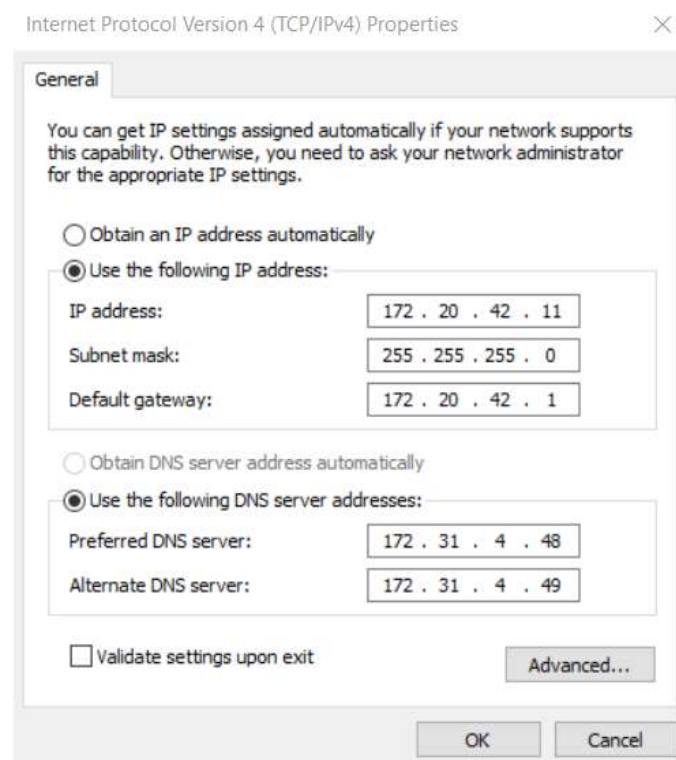 Internet Protocol Version 4 (TCP/IPv4) Properties
General
You can get IP settings assigned automatically if your network supports
this capability. Otherwise, you need to ask your network administrator
for the appropriate IP settings.
Obtain an IP address automatically
Use the following IP address:
IP address: 172 . 20 . 42 . 11
Subnet mask: 255 . 255 . 255 . 0
Default gateway: 172 . 20 . 42 . 1
Obtain DNS server address automatically
Use the following DNS server addresses:
Preferred DNS server: 172 . 31 . 4 . 48
Alternate DNS server: 172 . 31 . 4 . 49
Validate settings upon exit
Advanced...
OK Cancel